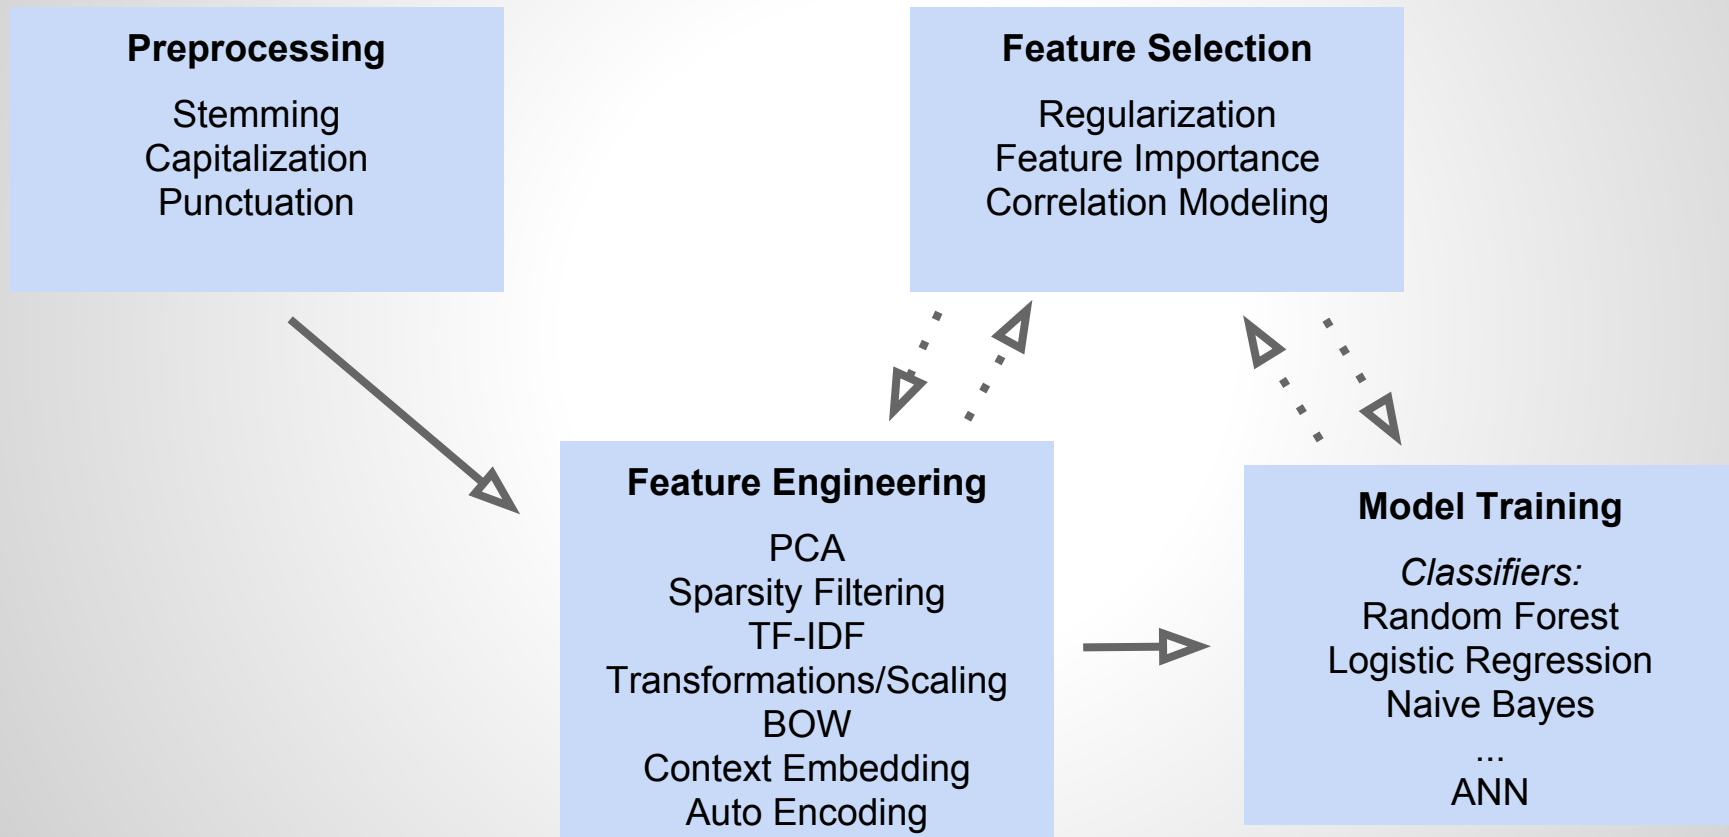 Preprocessing
Stemming
Capitalization
Punctuation
Feature Selection
Regularization
Feature Importance
Correlation Modeling
Feature Engineering
PCA
Sparsity Filtering
TF-IDF
Transformations/Scaling
BOW
Context Embedding
Auto Encoding
Model Training
Classifiers:
Random Forest
Logistic Regression
Naive Bayes
...
ANN